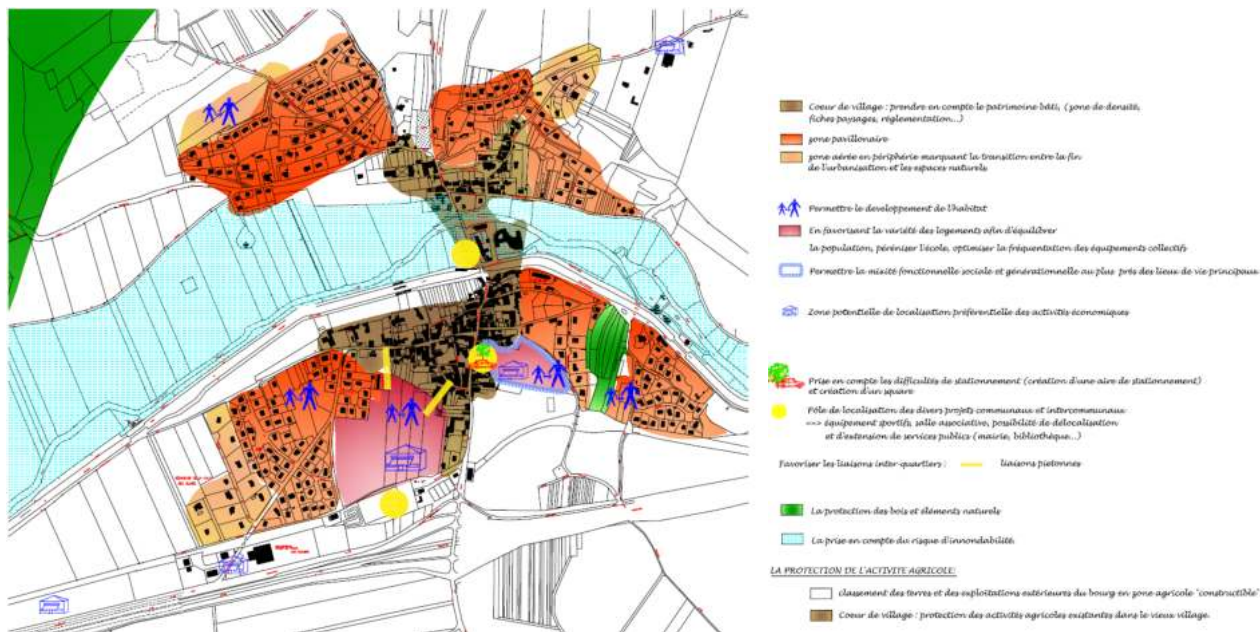 Coeur de village : prendre en compte le patrimoine bâti, (zone de densité,
fiches paysages, réglementation...)
zone pavillonaire
zone aérée en périphérie marquant la transition entre la fin
de l'urbanisation et les espaces naturels
Permettre le developpement de l'habitat
En favorisant la variété des logements afin d'équilibrer
la population, péréniser l'école, optimiser la fréquentation des équipements collectifs
Permettre la mixité fonctionnelle sociale et générationnelle au plus près des lieux de vie principaux
Zone potentielle de localisation préférentielle des activités économiques
Prise en compte les difficultés de stationnement (création d'une aire de stationnement)
et création d'un square
Pôle de localisation des divers projets communaux et intercommunaux
==> équipement sportifs, salle associative, possibilité de délocalisation
et d'extension de services publics (mairie, bibliothèque...)
Favoriser les liaisons inter-quartiers : liaisons pietonnes
La protection des bois et éléments naturels
La prise en compte du risque d'innondabilité.
LA PROTECTION DE L'ACTIVITE AGRICOLE:
classement des terres et des exploitations extérieures du bourg en zone agricole "constructible"
Coeur de village : protection des activités agricoles existantes dans le vieux village.